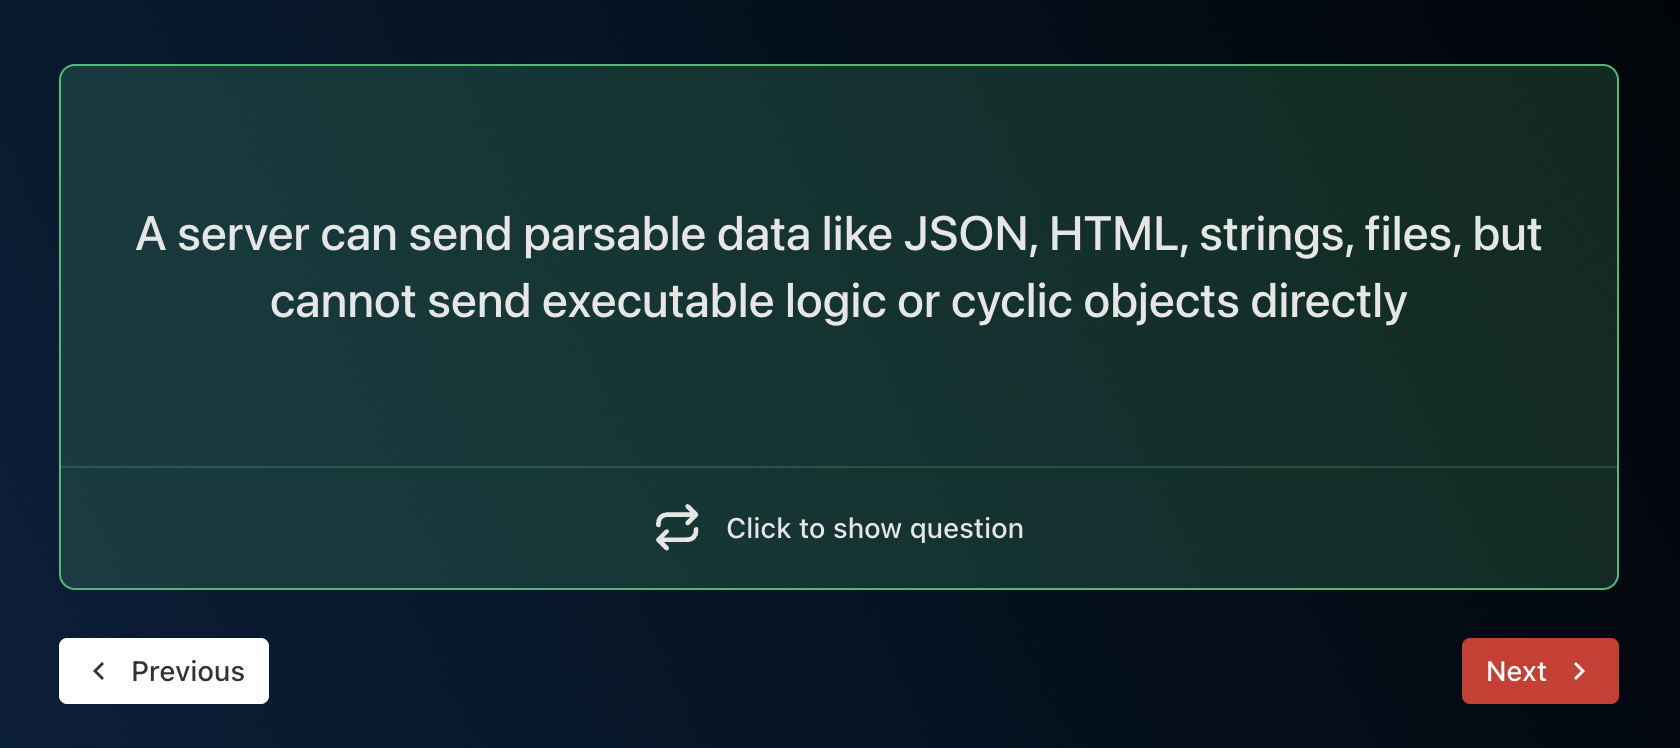 A server can send parsable data like JSON, HTML, strings, files, but
cannot send executable logic or cyclic objects directly
Click to show question
Previous
Next